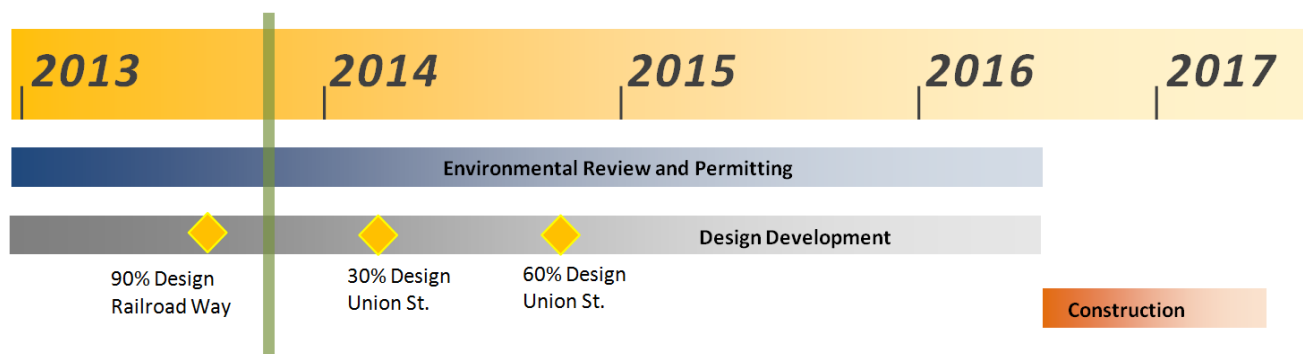 2013 2014 2015 2016 2017
Environmental Review and Permitting
Design Development
90% Design
Railroad Way
30% Design
Union St.
60% Design
Union St.
Construction